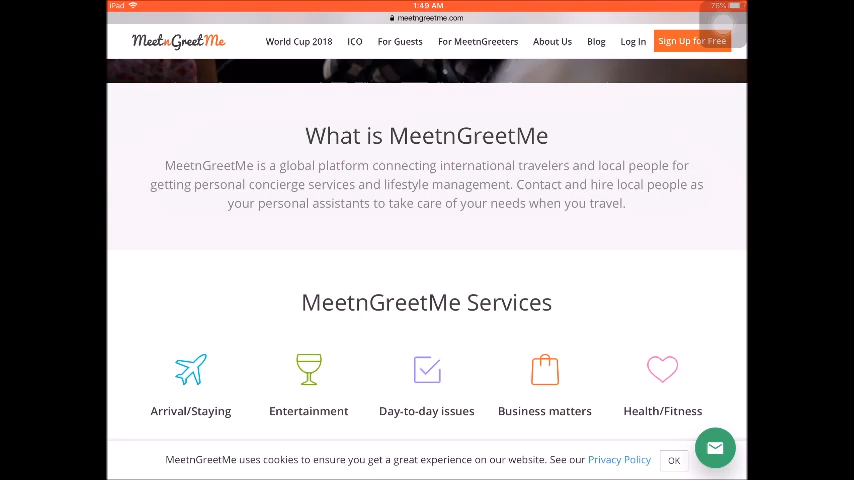 iPad 1:49 AM 76%
meetngreetme.com
MeetnGreetMe World Cup 2018 ICO For Guests For MeetnGreeters About Us Blog Log In Sign Up for Free
What is MeetnGreetMe
MeetnGreetMe is a global platform connecting international travelers and local people for
getting personal concierge services and lifestyle management. Contact and hire local people as
your personal assistants to take care of your needs when you travel.
MeetnGreetMe Services
Arrival/Staying Entertainment Day-to-day issues Business matters Health/Fitness
MeetnGreetMe uses cookies to ensure you get a great experience on our website. See our Privacy Policy OK